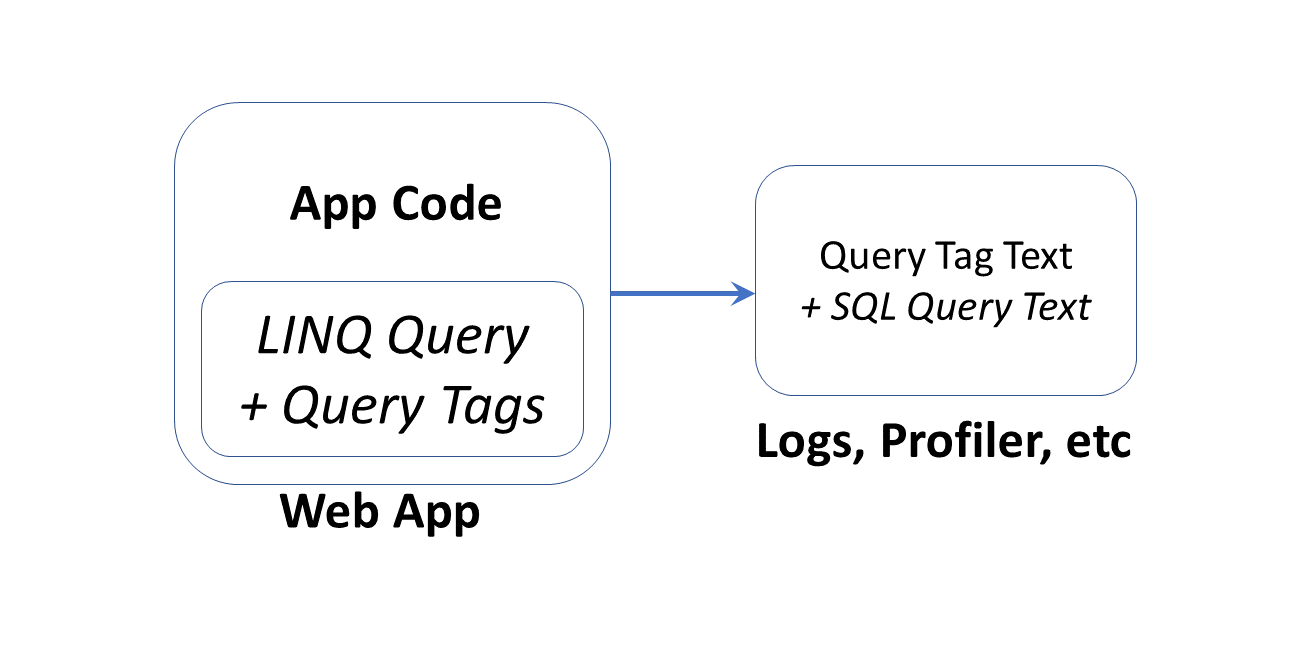 App Code
LINQ Query
+ Query Tags
Web App
Query Tag Text
+ SQL Query Text
Logs, Profiler, etc